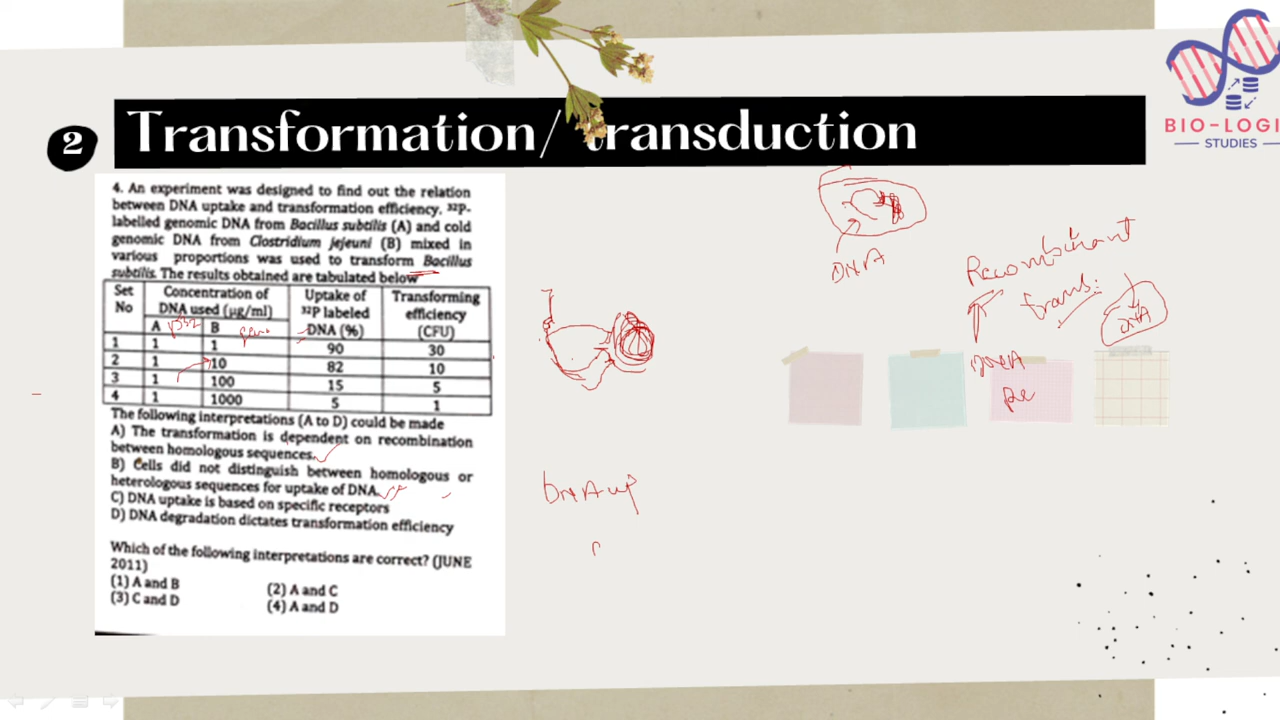 BIO-LOGI
STUDIES
2
Transformation/ transduction
4. An experiment was designed to find out the relation
between DNA uptake and transformation efficiency. ³²P-
labelled genomic DNA from Bacillus subtilis (A) and cold
genomic DNA from Clostridium jejeuni (B) mixed in
various proportions was used to transform Bacillus
subtilis. The results obtained are tabulated below
Set No | Concentration of DNA used (μg/ml) | Uptake of ³²P labeled DNA (%) | Transforming efficiency (CFU)
A B
1 1 1 90 30
2 1 10 82 10
3 1 100 15 5
4 1 1000 5 1
The following interpretations (A to D) could be made
A) The transformation is dependent on recombination
between homologous sequences.
B) Cells did not distinguish between homologous or
heterologous sequences for uptake of DNA.
C) DNA uptake is based on specific receptors
D) DNA degradation dictates transformation efficiency
Which of the following interpretations are correct? (JUNE
2011)
(1) A and B (2) A and C
(3) C and D (4) A and D
DNA
Recombinant
trans:
DNA
DNA
Re
DNA up